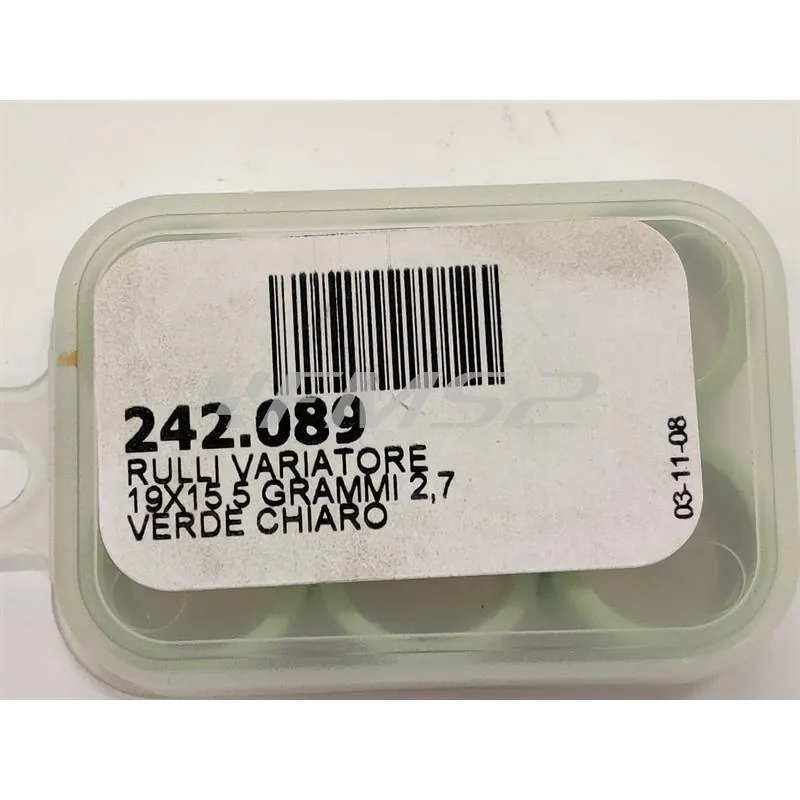 242.089
RULLI VARIATORE
19X15,5 GRAMMI 2,7
VERDE CHIARO
03-11-08